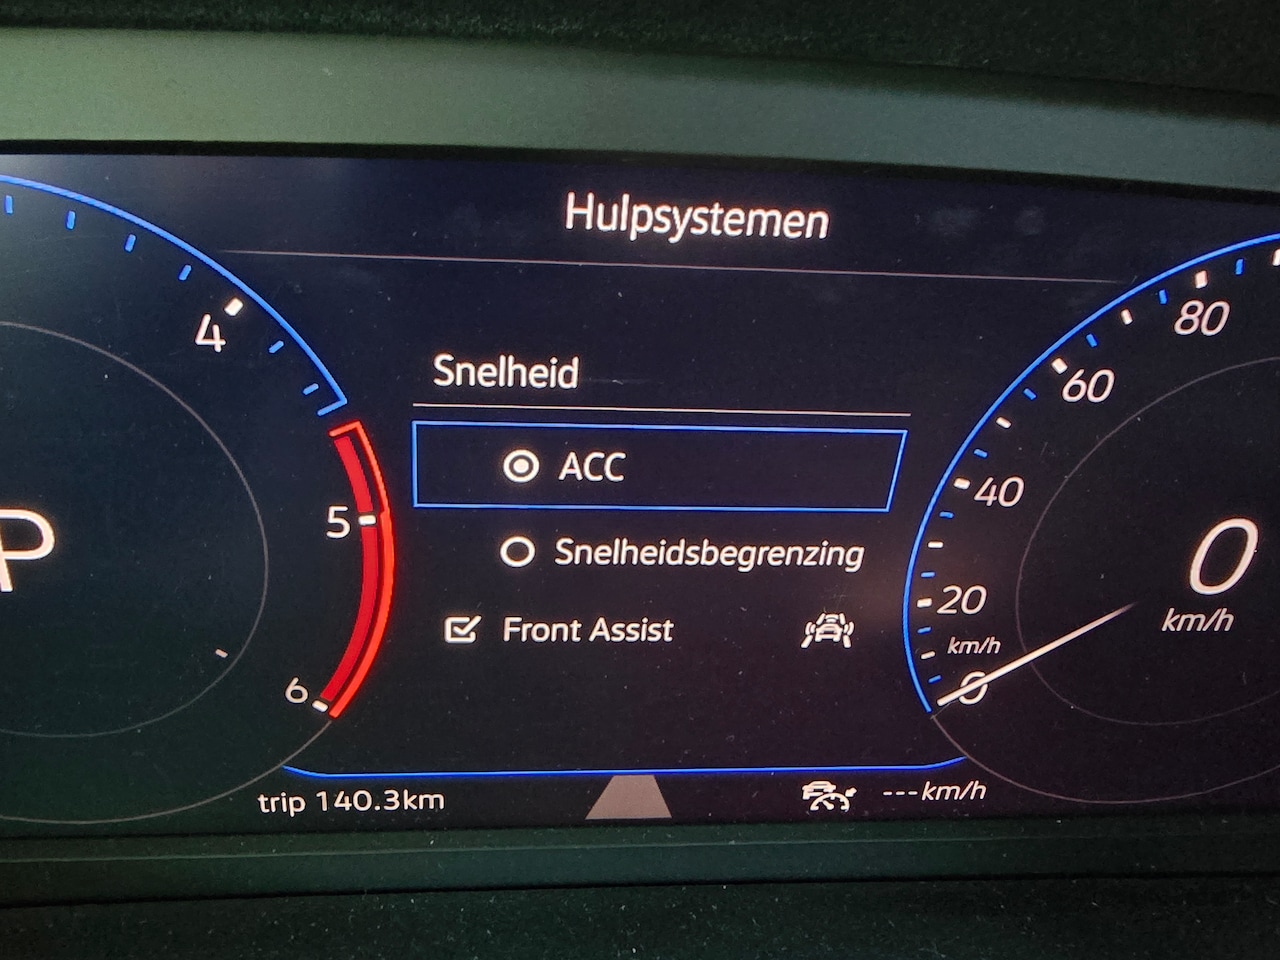 Hulpsystemen
80
4
Snelheid
60
ACC
40
5
P
Snelheidsbegrenzing
0
20
km/h
Front Assist
km/h
0
6
trip 140.3km
---km/h